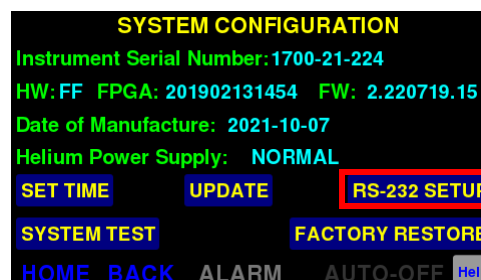 SYSTEM CONFIGURATION
Instrument Serial Number: 1700-21-224
HW: FF FPGA: 201902131454 FW: 2.220719.15
Date of Manufacture: 2021-10-07
Helium Power Supply: NORMAL
SET TIME UPDATE RS-232 SETUP
SYSTEM TEST FACTORY RESTORE
HOME BACK ALARM AUTO-OFF Hel